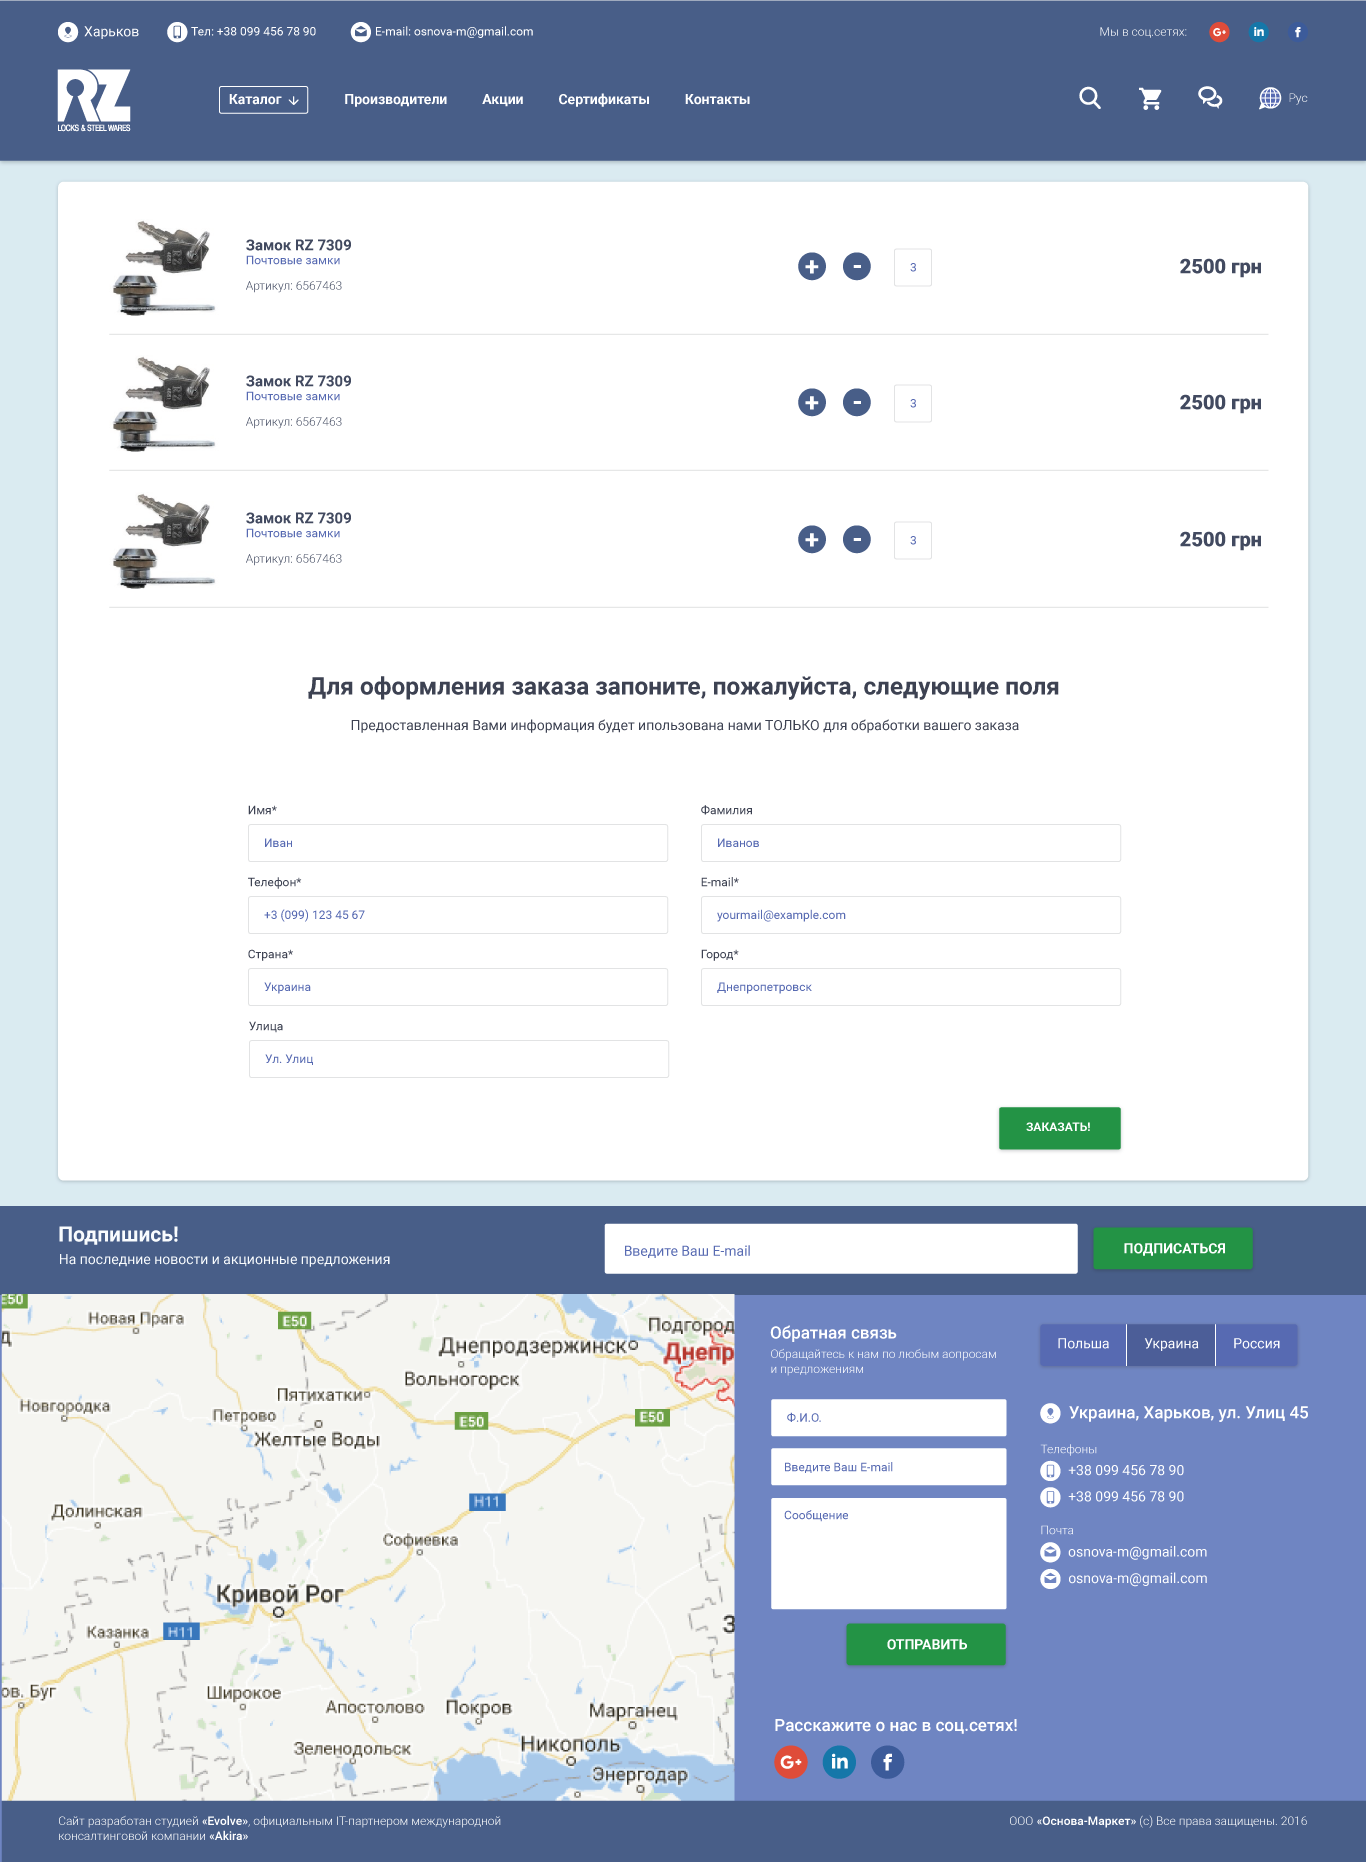 Харьков
Тел: +38 099 456 78 90
E-mail: osnova-m@gmail.com
Мы в соц.сетях:
G+
in
f
RZ
LOCKS & STEEL WARES
Каталог
Производители
Акции
Сертификаты
Контакты
Рус
Замок RZ 7309
Почтовые замки
Артикул: 6567463
+
-
3
2500 грн
Замок RZ 7309
Почтовые замки
Артикул: 6567463
+
-
3
2500 грн
Замок RZ 7309
Почтовые замки
Артикул: 6567463
+
-
3
2500 грн
Для оформления заказа запоните, пожалуйста, следующие поля
Предоставленная Вами информация будет ипользована нами ТОЛЬКО для обработки вашего заказа
Имя*
Иван
Фамилия
Иванов
Телефон*
+3 (099) 123 45 67
E-mail*
yourmail@example.com
Страна*
Украина
Город*
Днепропетровск
Улица
Ул. Улиц
ЗАКАЗАТЬ!
Подпишись!
На последние новости и акционные предложения
Введите Ваш E-mail
ПОДПИСАТЬСЯ
E50
Новая Прага
E50
Подгород
Днепродзержинск
Днепр
Вольногорск
Пятихатки
Новгородка
Петрово
E50
E50
Желтые Воды
H11
Долинская
Софиевка
Кривой Рог
Казанка
H11
ов. Буг
Широкое
Апостолово
Покров
Марганец
Зеленодольск
Никополь
Энергодар
Обратная связь
Обращайтесь к нам по любым аопросам
и предложениям
Ф.И.О.
Введите Ваш E-mail
Сообщение
ОТПРАВИТЬ
Расскажите о нас в соц.сетях!
G+
in
f
Польша
Украина
Россия
Украина, Харьков, ул. Улиц 45
Телефоны
+38 099 456 78 90
+38 099 456 78 90
Почта
osnova-m@gmail.com
osnova-m@gmail.com
Сайт разработан студией «Evolve», официальным IT-партнером международной
консалтинговой компании «Akira»
ООО «Основа-Маркет» (c) Все права защищены. 2016